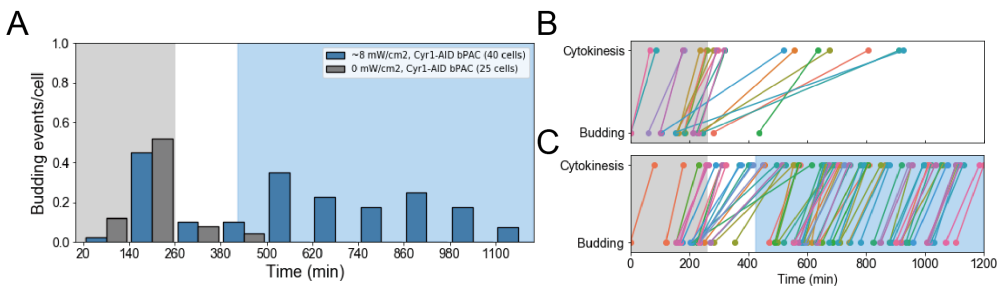 A
1.0
0.8
0.6
0.4
0.2
0.0
Budding events/cell
~8 mW/cm2, Cyr1-AID bPAC (40 cells)
0 mW/cm2, Cyr1-AID bPAC (25 cells)
20 140 260 380 500 620 740 860 980 1100
Time (min)
B
Cytokinesis
Budding
C
Cytokinesis
Budding
0 200 400 600 800 1000 1200
Time (min)